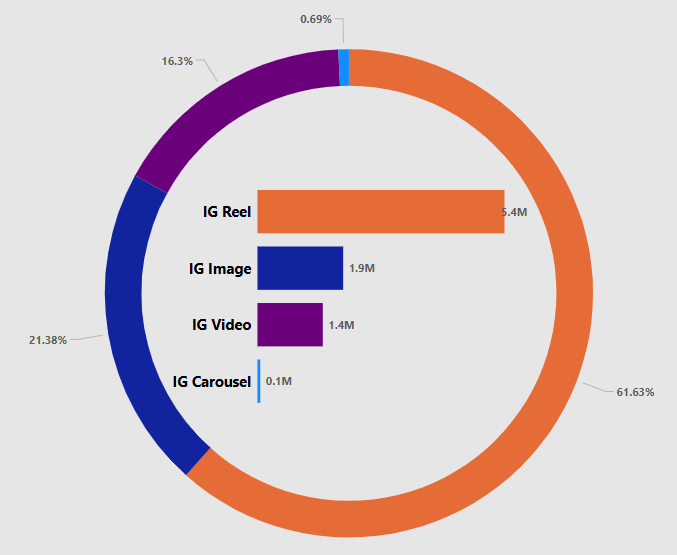 0.69%
16.3%
IG Reel 5.4M
IG Image 1.9M
IG Video 1.4M
21.38%
IG Carousel 0.1M
61.63%